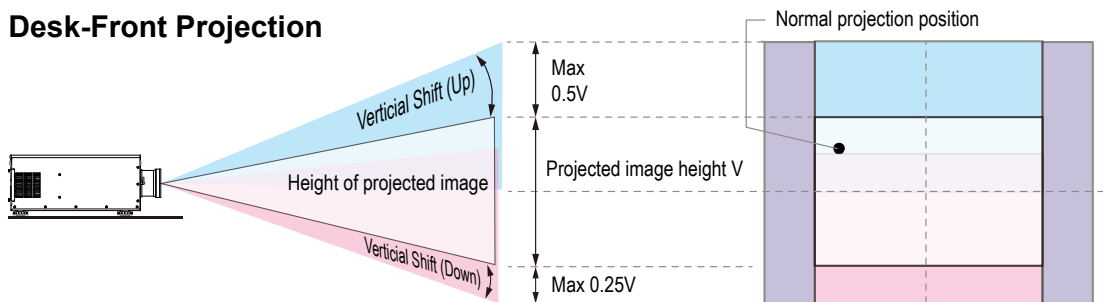 Desk-Front Projection
Normal projection position
Max
0.5V
Verticial Shift (Up)
Height of projected image
Projected image height V
Verticial Shift (Down)
Max 0.25V